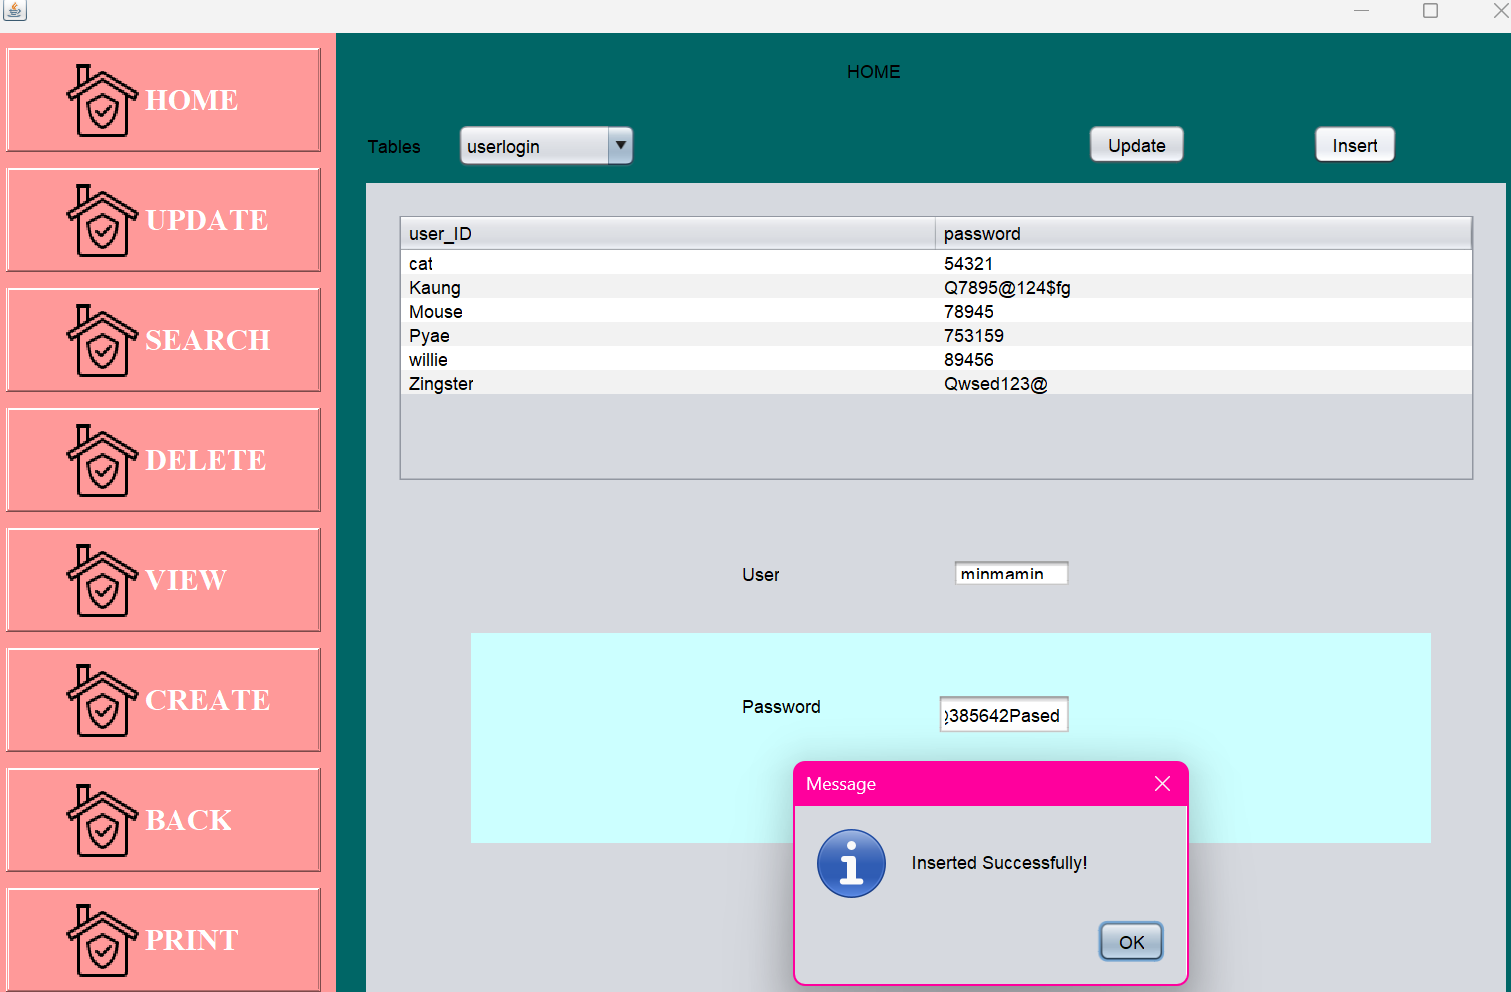 HOME
UPDATE
SEARCH
DELETE
VIEW
CREATE
BACK
PRINT
HOME
Tables userlogin Update Insert
user_ID password
cat 54321
Kaung Q7895@124$fg
Mouse 78945
Pyae 753159
willie 89456
Zingster Qwsed123@
User minmamin
Password 385642Pased
Message
Inserted Successfully!
OK